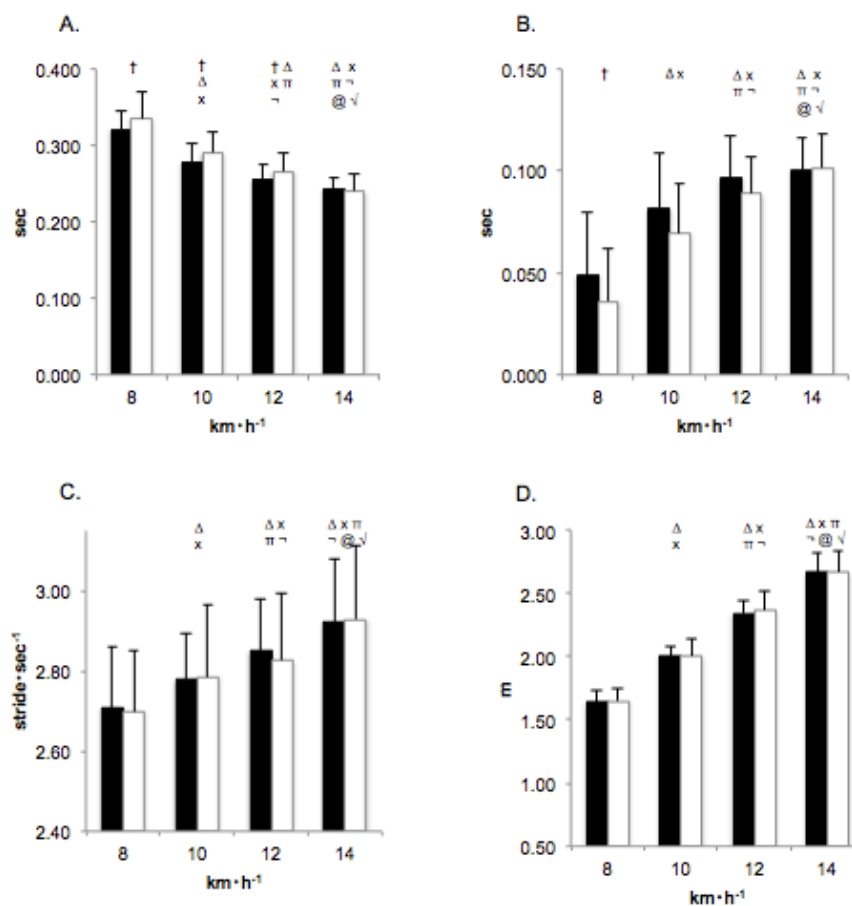 A.
† † † Δ Δ x
Δ x π π ¬
x ¬ @ √
0.400
0.300
0.200
0.100
0.000
sec
8 10 12 14
km·h-1
B.
† Δ x Δ x Δ x
π ¬ π ¬
@ √
0.150
0.100
0.050
0.000
sec
8 10 12 14
km·h-1
C.
Δ Δ x Δ x π
x π ¬ ¬ @ √
3.00
2.80
2.60
2.40
stride·sec-1
8 10 12 14
km·h-1
D.
Δ Δ x Δ x π
x π ¬ ¬ @ √
3.00
2.50
2.00
1.50
1.00
0.50
m
8 10 12 14
km·h-1